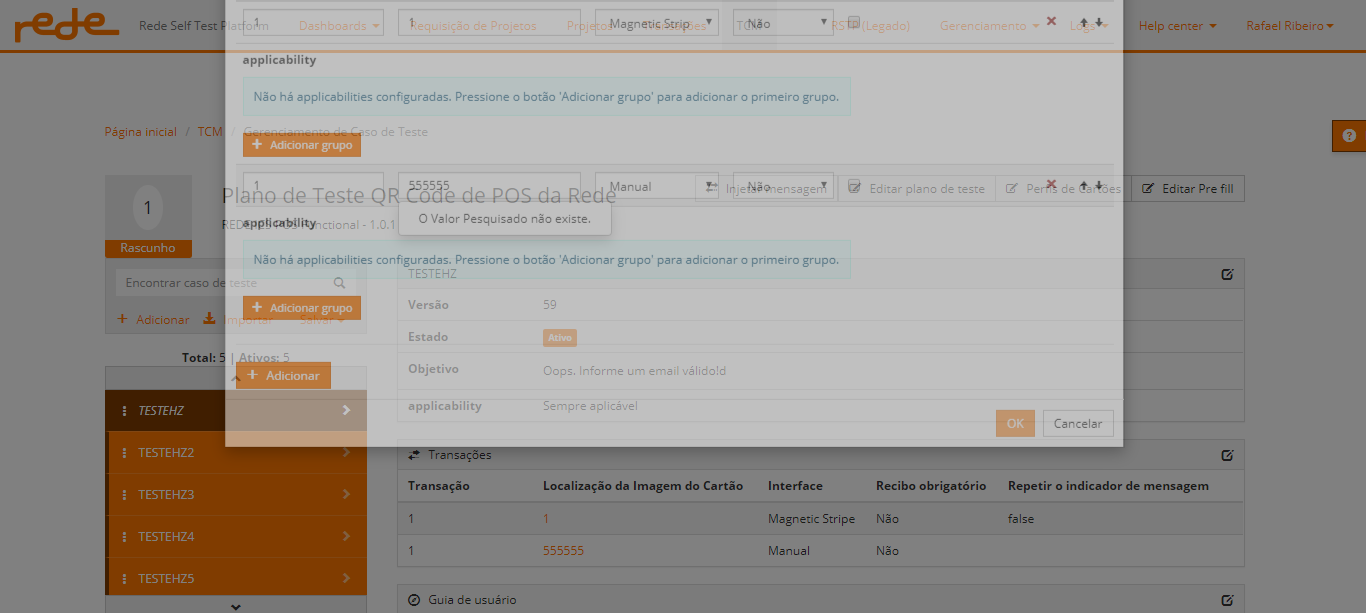 rede Rede Self Test Platform Dashboards Requisição de Projetos Projetos Transações TCM RSTP (Legado) Gerenciamento Logs Help center Rafael Ribeiro
1 1 Magnetic Strip Não
applicability
Não há applicabilities configuradas. Pressione o botão 'Adicionar grupo' para adicionar o primeiro grupo.
Página inicial / TCM / Gerenciamento de Caso de Teste
+ Adicionar grupo
1 555555 Manual Não
1
Plano de Teste QR Code de POS da Rede
Injetar mensagem Editar plano de teste Perfis de Cartões Editar Pre fill
O Valor Pesquisado não existe.
applicability
Functional - 1.0.1
Rascunho
Não há applicabilities configuradas. Pressione o botão 'Adicionar grupo' para adicionar o primeiro grupo.
TESTEHZ
Encontrar caso de teste
+ Adicionar grupo
Versão 59
+ Adicionar Importar Salvar
Estado Ativo
Total: 5 | Ativos: 5
Objetivo Oops. Informe um email válidold
+ Adicionar
applicability Sempre aplicável
OK Cancelar
TESTEHZ
TESTEHZ2
TESTEHZ3
TESTEHZ4
TESTEHZ5
Transações
Transação Localização da Imagem do Cartão Interface Recibo obrigatório Repetir o indicador de mensagem
1 1 Magnetic Stripe Não false
1 555555 Manual Não
Guia de usuário